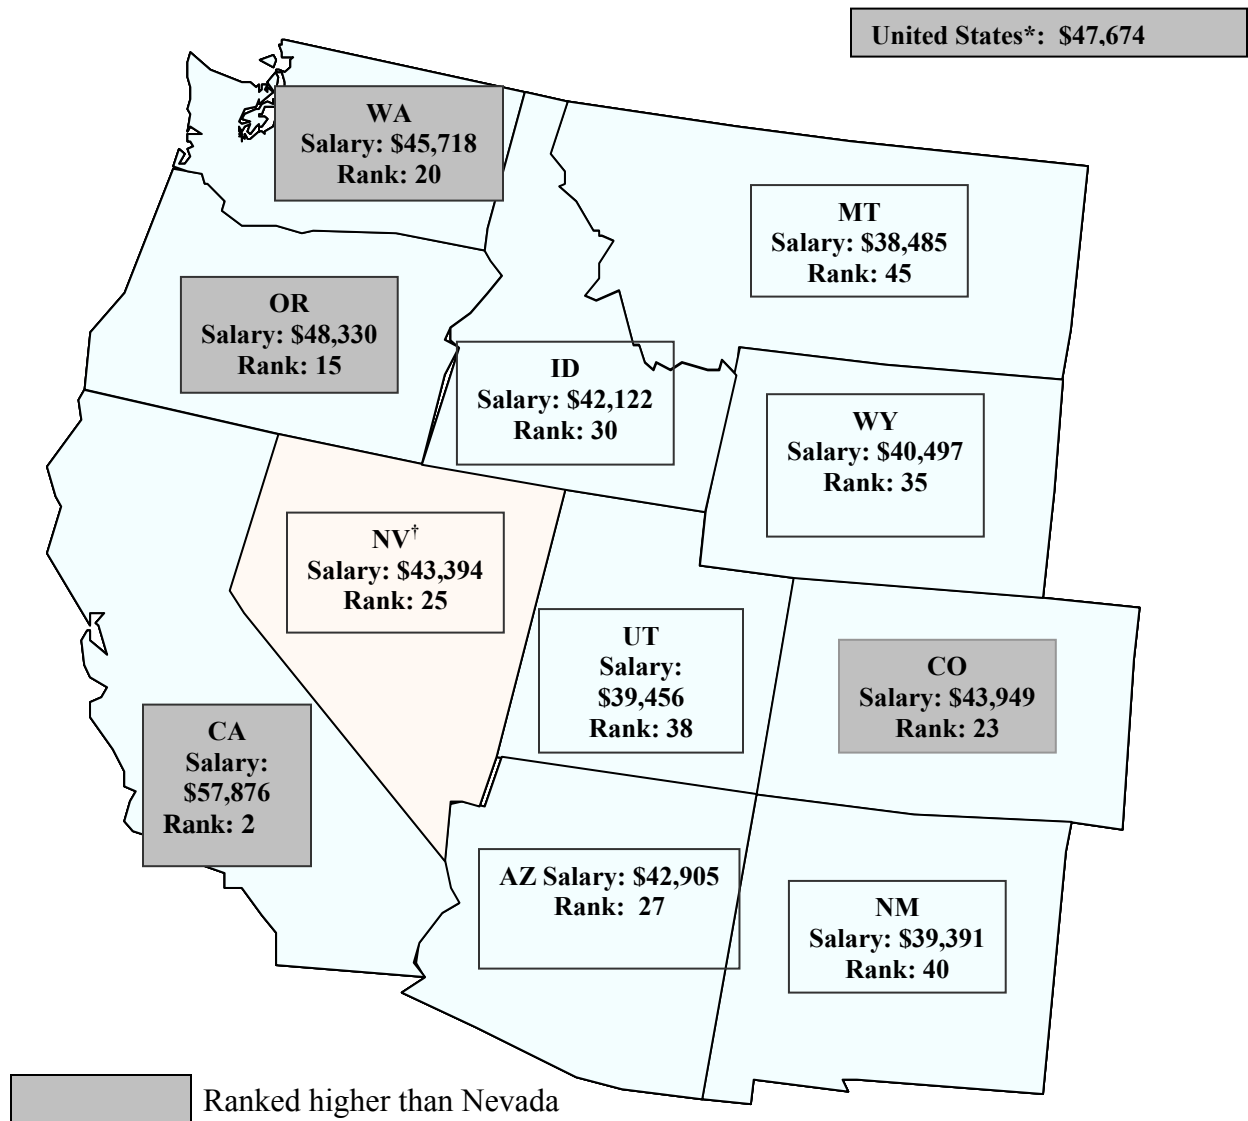 United States*: $47,674
WA
Salary: $45,718
Rank: 20
MT
Salary: $38,485
Rank: 45
OR
Salary: $48,330
Rank: 15
ID
Salary: $42,122
Rank: 30
WY
Salary: $40,497
Rank: 35
NV†
Salary: $43,394
Rank: 25
UT
Salary:
$39,456
Rank: 38
CO
Salary: $43,949
Rank: 23
CA
Salary:
$57,876
Rank: 2
AZ Salary: $42,905
Rank: 27
NM
Salary: $39,391
Rank: 40
Ranked higher than Nevada